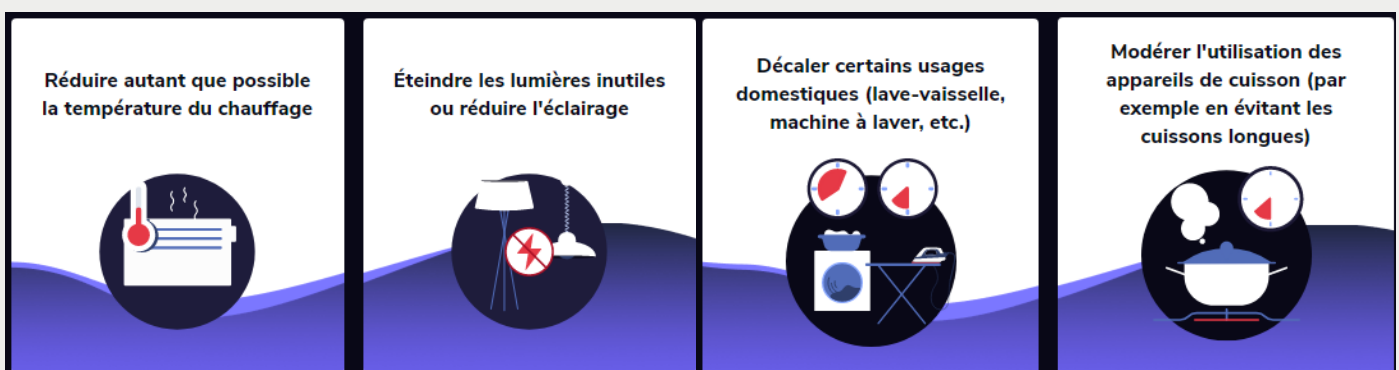 Réduire autant que possible
la température du chauffage
Éteindre les lumières inutiles
ou réduire l'éclairage
Décaler certains usages
domestiques (lave-vaisselle,
machine à laver, etc.)
Modérer l'utilisation des
appareils de cuisson (par
exemple en évitant les
cuissons longues)